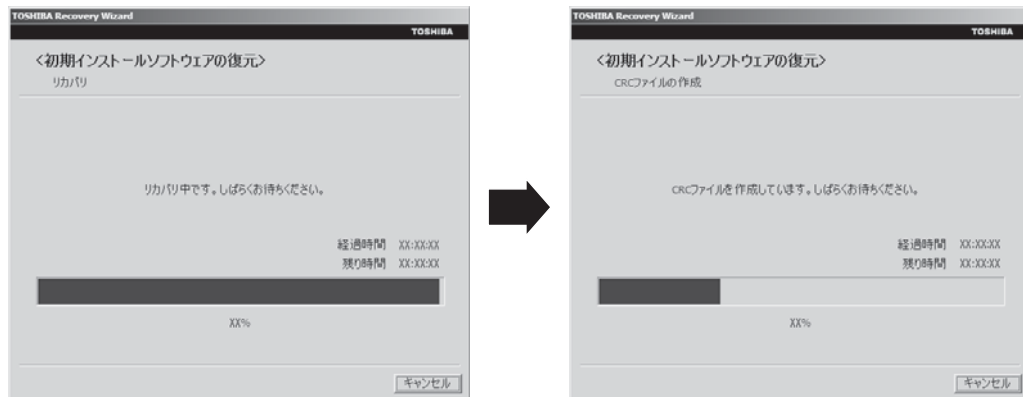 TOSHIBA Recovery Wizard
TOSHIBA
<初期インストールソフトウェアの復元>
リカバリ
リカバリ中です。しばらくお待ちください。
経過時間 XX:XX:XX
残り時間 XX:XX:XX
XX%
キャンセル
TOSHIBA Recovery Wizard
TOSHIBA
<初期インストールソフトウェアの復元>
CRCファイルの作成
CRCファイルを作成しています。しばらくお待ちください。
経過時間 XX:XX:XX
残り時間 XX:XX:XX
XX%
キャンセル